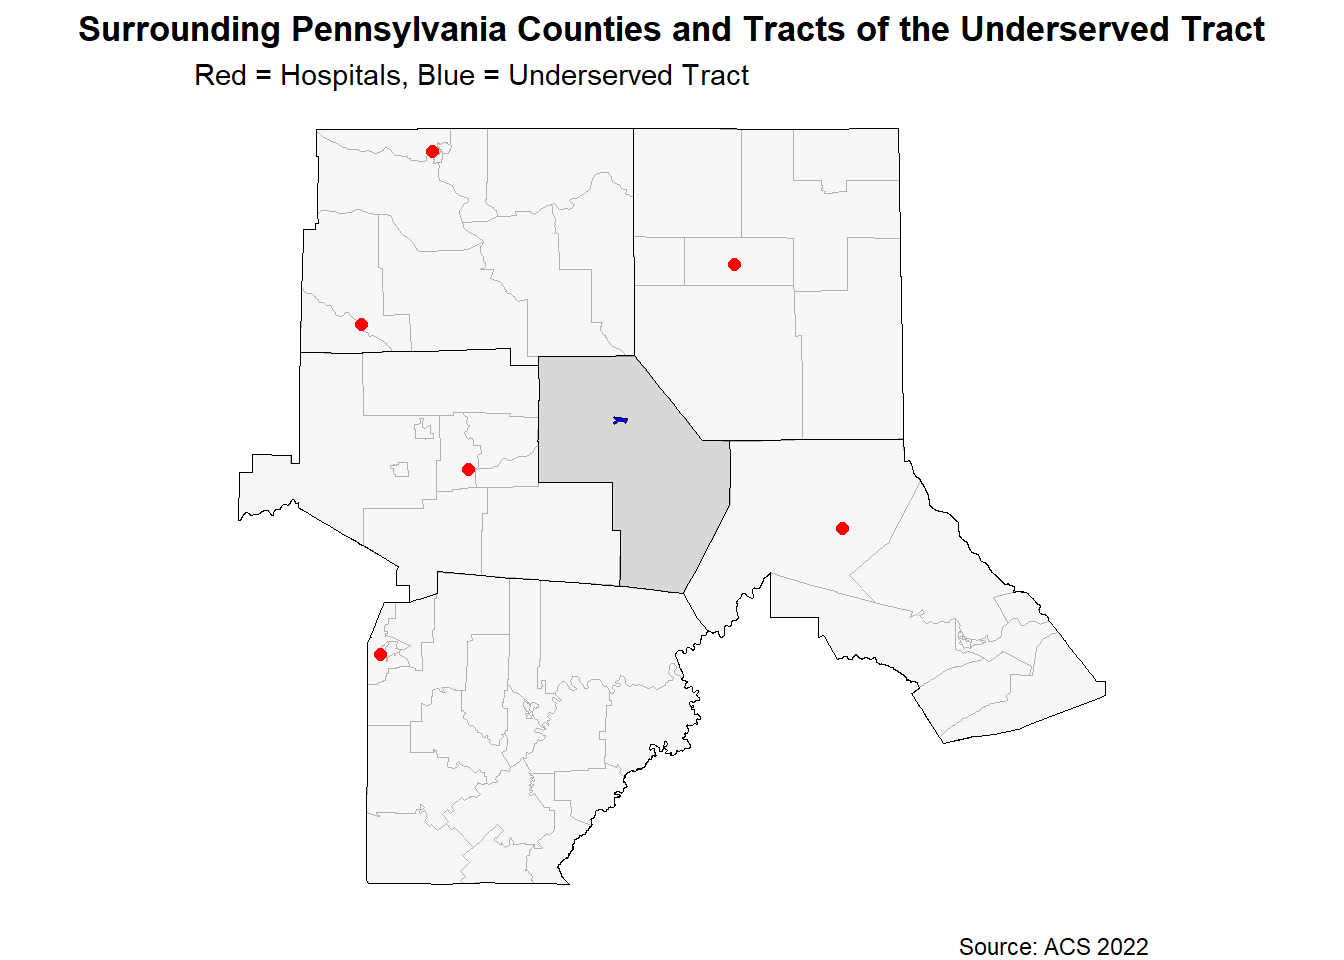 Surrounding Pennsylvania Counties and Tracts of the Underserved Tract
Red = Hospitals, Blue = Underserved Tract
Source: ACS 2022